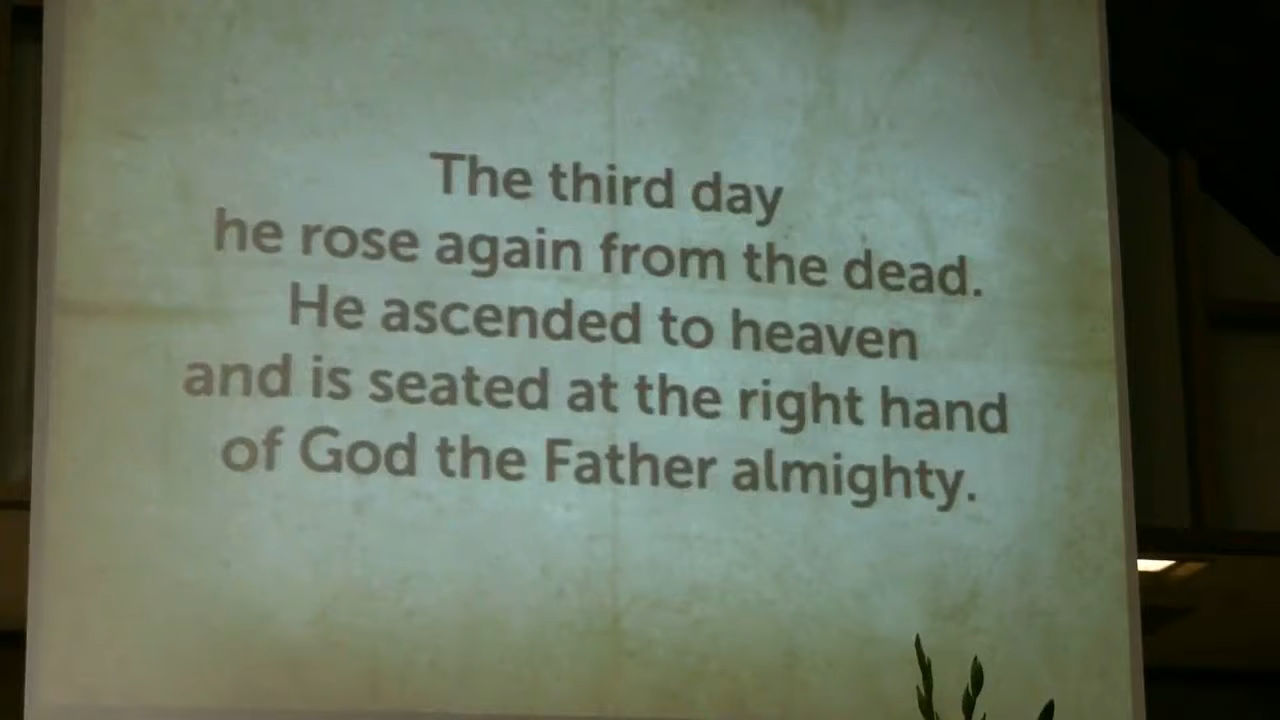 The third day
he rose again from the dead.
He ascended to heaven
and is seated at the right hand
of God the Father almighty.